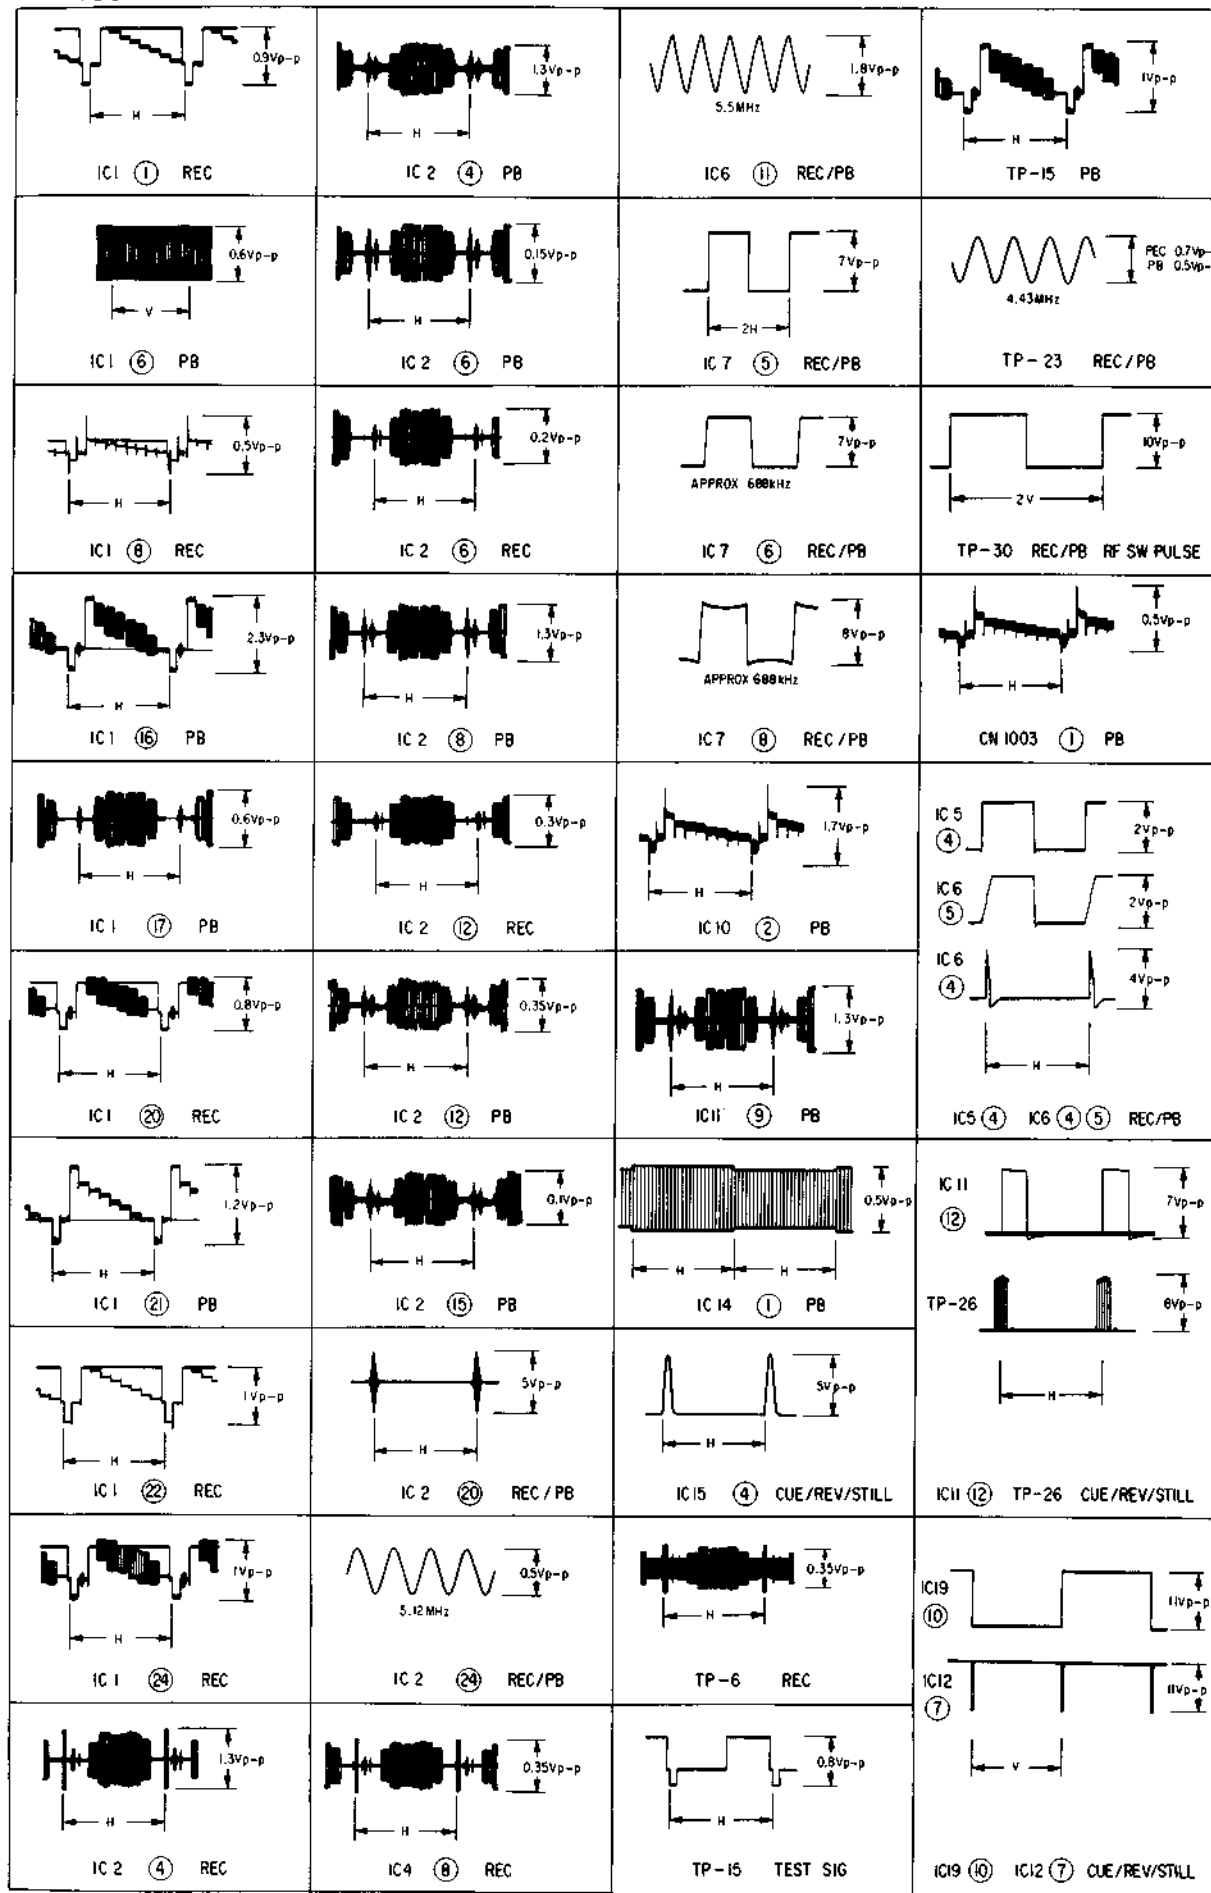 0.9Vp-p
H
IC1 ① REC
1.3Vp-p
H
IC2 ④ PB
1.8Vp-p
5.5MHz
IC6 ⑪ REC/PB
1Vp-p
H
TP-15 PB
0.6Vp-p
V
IC1 ⑥ PB
0.15Vp-p
H
IC2 ⑥ PB
7Vp-p
2H
IC7 ⑤ REC/PB
PEC 0.7Vp-
PB 0.5Vp-
4.43MHz
TP-23 REC/PB
0.5Vp-p
H
IC1 ⑧ REC
0.2Vp-p
H
IC2 ⑥ REC
7Vp-p
APPROX 688kHz
IC7 ⑥ REC/PB
10Vp-p
2V
TP-30 REC/PB RF SW PULSE
2.3Vp-p
H
IC1 ⑯ PB
1.3Vp-p
H
IC2 ⑧ PB
8Vp-p
APPROX 688kHz
IC7 ⑧ REC/PB
0.5Vp-p
H
CN1003 ① PB
0.6Vp-p
H
IC1 ⑰ PB
0.3Vp-p
H
IC2 ⑫ REC
1.7Vp-p
H
IC10 ② PB
IC5
④
2Vp-p
IC6
⑤
2Vp-p
IC6
④
4Vp-p
H
IC5 ④ IC6 ④ ⑤ REC/PB
0.8Vp-p
H
IC1 ⑳ REC
0.35Vp-p
H
IC2 ⑫ PB
1.3Vp-p
H
IC11 ⑨ PB
1.2Vp-p
H
IC1 ㉑ PB
0.1Vp-p
H
IC2 ⑮ PB
0.5Vp-p
H H
IC14 ① PB
IC11
⑫
7Vp-p
TP-26
6Vp-p
H
IC11 ⑫ TP-26 CUE/REV/STILL
1Vp-p
H
IC1 ㉒ REC
5Vp-p
H
IC2 ⑳ REC/PB
5Vp-p
H
IC15 ④ CUE/REV/STILL
1Vp-p
H
IC1 ㉔ REC
0.5Vp-p
5.12MHz
IC2 ㉔ REC/PB
0.35Vp-p
H
TP-6 REC
IC19
⑩
11Vp-p
IC12
⑦
11Vp-p
V
IC19 ⑩ IC12 ⑦ CUE/REV/STILL
1.3Vp-p
H
IC2 ④ REC
0.35Vp-p
H
IC4 ⑧ REC
0.8Vp-p
H
TP-15 TEST SIG